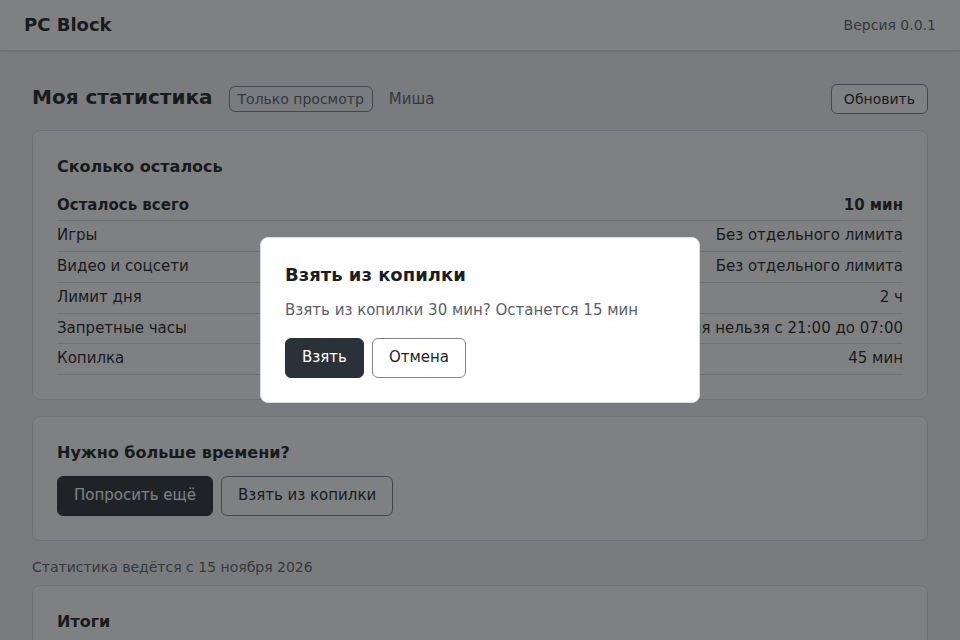 PC Block
Версия 0.0.1
Моя статистика
Только просмотр
Миша
Обновить
Сколько осталось
Осталось всего
10 мин
Игры
Без отдельного лимита
Видео и соцсети
Без отдельного лимита
Лимит дня
2 ч
Запретные часы
нельзя с 21:00 до 07:00
Копилка
45 мин
Взять из копилки
Взять из копилки 30 мин? Останется 15 мин
Взять
Отмена
Нужно больше времени?
Попросить ещё
Взять из копилки
Статистика ведётся с 15 ноября 2026
Итоги